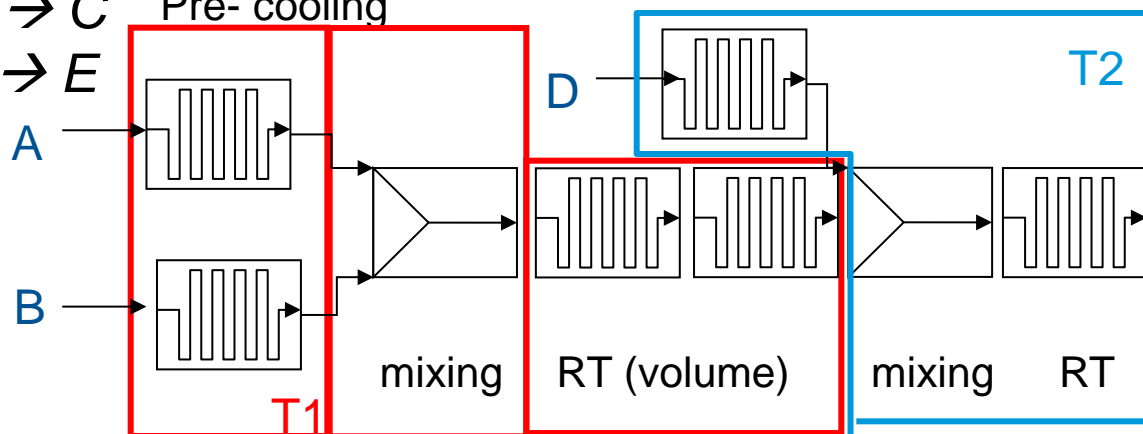 → C
Pre- cooling
→ E
D
T2
A
B
mixing
RT (volume)
mixing
RT
T1